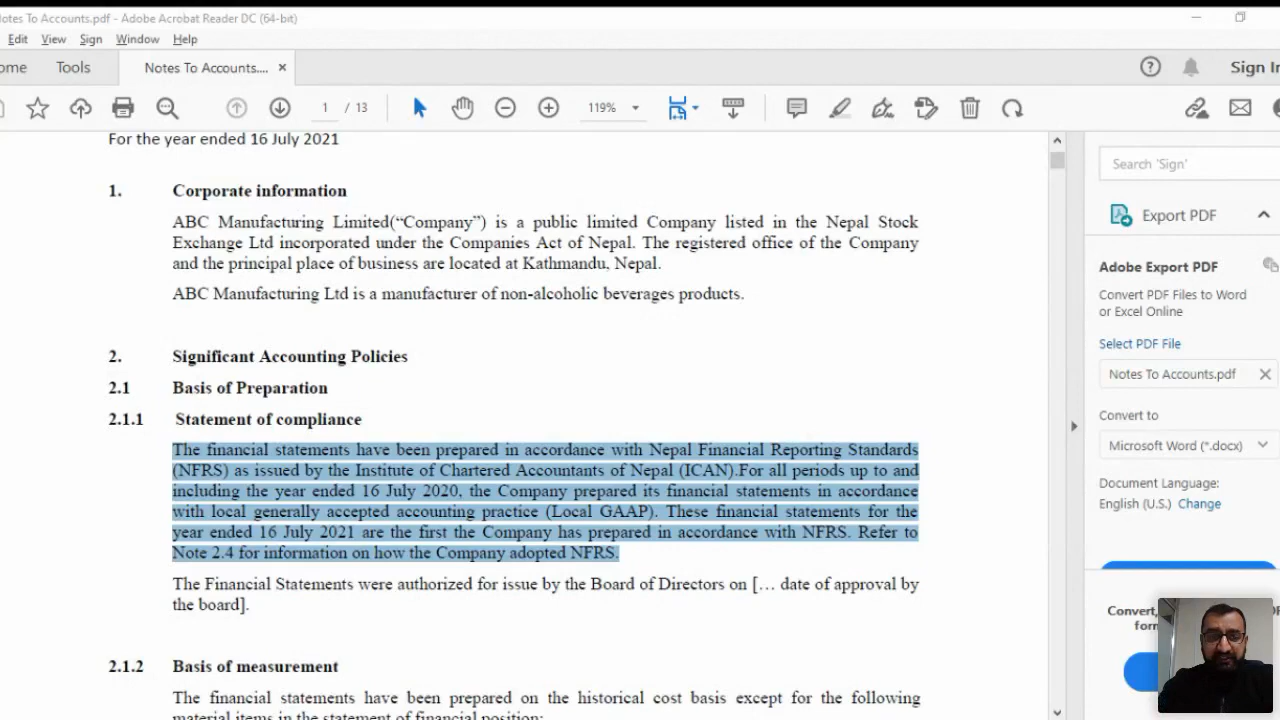 otes To Accounts.pdf - Adobe Acrobat Reader DC (64-bit)
Edit View Sign Window Help
ome Tools Notes To Accounts.... × Sign In
1 / 13 119%
For the year ended 16 July 2021
1. Corporate information
ABC Manufacturing Limited(“Company”) is a public limited Company listed in the Nepal Stock
Exchange Ltd incorporated under the Companies Act of Nepal. The registered office of the Company
and the principal place of business are located at Kathmandu, Nepal.
ABC Manufacturing Ltd is a manufacturer of non-alcoholic beverages products.
2. Significant Accounting Policies
2.1 Basis of Preparation
2.1.1 Statement of compliance
The financial statements have been prepared in accordance with Nepal Financial Reporting Standards
(NFRS) as issued by the Institute of Chartered Accountants of Nepal (ICAN).For all periods up to and
including the year ended 16 July 2020, the Company prepared its financial statements in accordance
with local generally accepted accounting practice (Local GAAP). These financial statements for the
year ended 16 July 2021 are the first the Company has prepared in accordance with NFRS. Refer to
Note 2.4 for information on how the Company adopted NFRS.
The Financial Statements were authorized for issue by the Board of Directors on [… date of approval by
the board].
2.1.2 Basis of measurement
The financial statements have been prepared on the historical cost basis except for the following
material items in the statement of financial position:
Search 'Sign'
Export PDF
Adobe Export PDF
Convert PDF Files to Word
or Excel Online
Select PDF File
Notes To Accounts.pdf
Convert to
Microsoft Word (*.docx)
Document Language:
English (U.S.) Change
Convert,
form